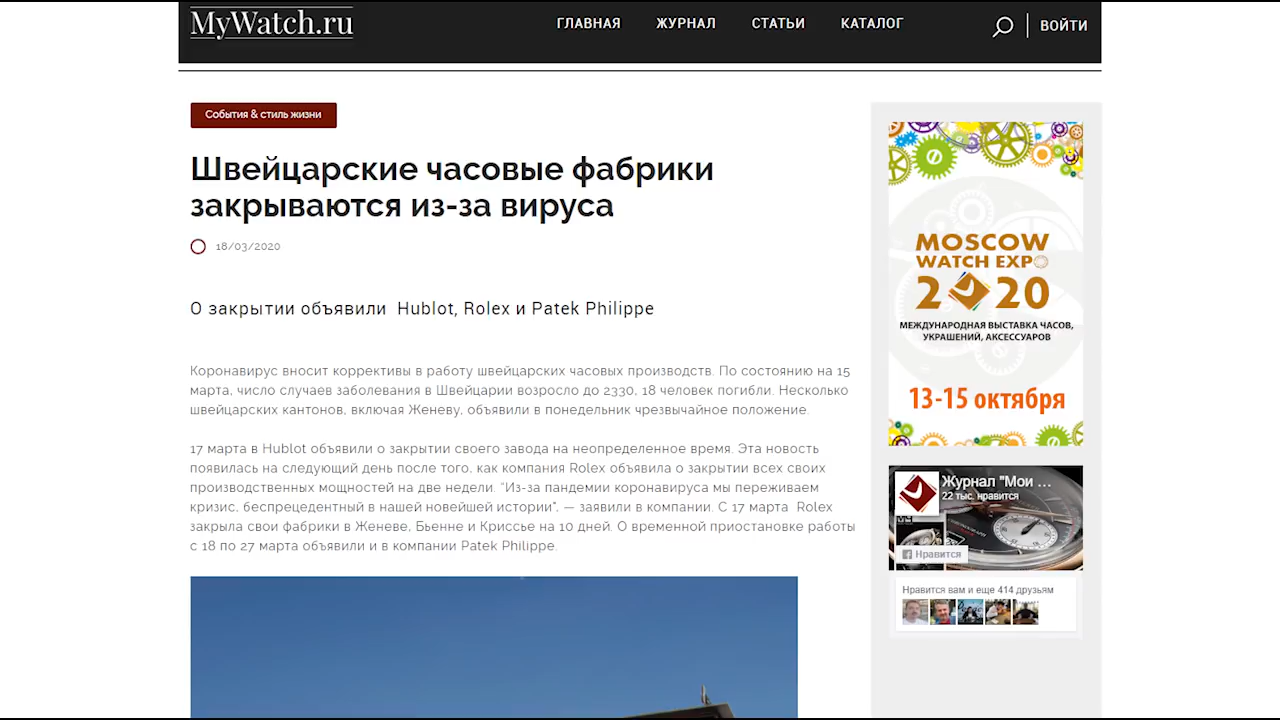 MyWatch.ru
ГЛАВНАЯ
ЖУРНАЛ
СТАТЬИ
КАТАЛОГ
ВОЙТИ
События & стиль жизни
Швейцарские часовые фабрики
закрываются из-за вируса
18/03/2020
О закрытии объявили Hublot, Rolex и Patek Philippe
Коронавирус вносит коррективы в работу швейцарских часовых производств. По состоянию на 15
марта, число случаев заболевания в Швейцарии возросло до 2330, 18 человек погибли. Несколько
швейцарских кантонов, включая Женеву, объявили в понедельник чрезвычайное положение.
17 марта в Hublot объявили о закрытии своего завода на неопределенное время. Эта новость
появилась на следующий день после того, как компания Rolex объявила о закрытии всех своих
производственных мощностей на две недели. "Из-за пандемии коронавируса мы переживаем
кризис, беспрецедентный в нашей новейшей истории", — заявили в компании. С 17 марта Rolex
закрыла свои фабрики в Женеве, Бьенне и Криссье на 10 дней. О временной приостановке работы
с 18 по 27 марта объявили и в компании Patek Philippe.
MOSCOW
WATCH EXPO
2020
МЕЖДУНАРОДНАЯ ВЫСТАВКА ЧАСОВ,
УКРАШЕНИЙ, АКСЕССУАРОВ
13-15 октября
Журнал "Мои ...
22 тыс. нравится
Нравится
Нравится вам и еще 414 друзьям